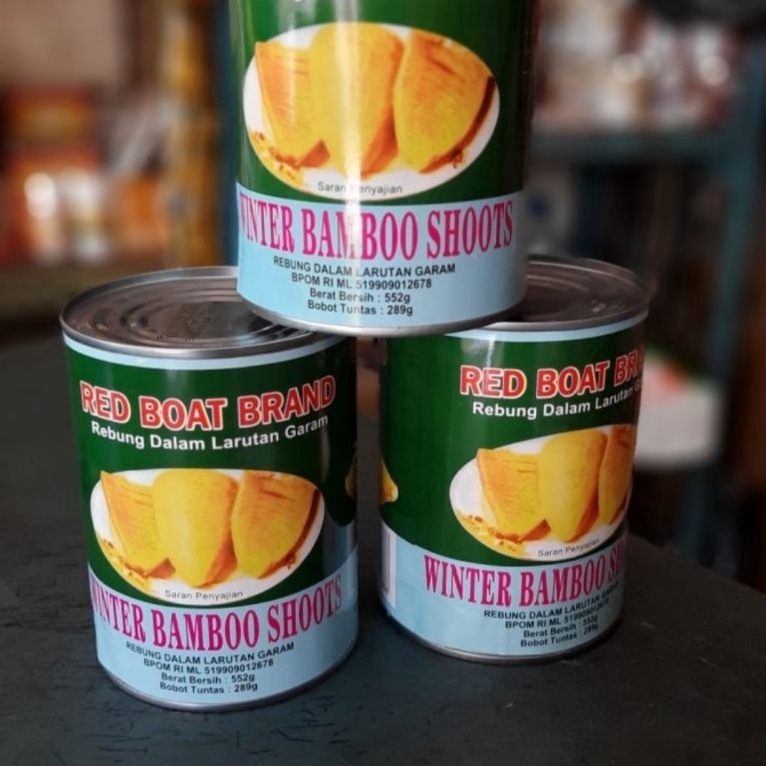 Saran Penyajian
WINTER BAMBOO SHOOTS
REBUNG DALAM LARUTAN GARAM
BPOM RI ML 519909012678
Berat Bersih : 552g
Bobot Tuntas : 289g
RED BOAT BRAND
Rebung Dalam Larutan Garam
Saran Penyajian
WINTER BAMBOO SHOOTS
REBUNG DALAM LARUTAN GARAM
BPOM RI ML 519909012678
Berat Bersih : 552g
Bobot Tuntas : 289g
RED BOAT BR
Rebung Dalam Larutan
Saran Penyajian
WINTER BAMBOO SH
REBUNG DALAM LARUTAN
BPOM RI ML 519909012678
Berat Bersih : 552g
Bobot Tuntas : 289g